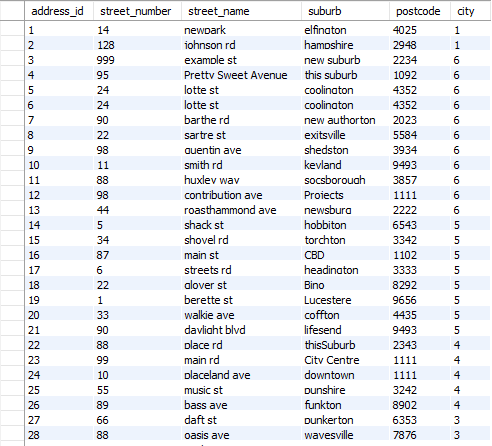 address_id street_number street_name suburb postcode city
1 14 newpark elfington 4025 1
2 128 johnson rd hampshire 2948 1
3 999 example st new suburb 2234 6
4 95 Pretty Sweet Avenue this suburb 1092 6
5 24 lotte st coolington 4352 6
6 24 lotte st coolington 4352 6
7 90 barthe rd new authorton 2023 6
8 22 sartre st exitsville 5584 6
9 98 quentin ave shedston 3934 6
10 11 smith rd keyland 9493 6
11 88 huxley way socsborough 3857 6
12 98 contribution ave Projects 1111 6
13 44 roasthammond ave newsburg 2222 6
14 5 shack st hobbiton 6543 5
15 34 shovel rd torchton 3342 5
16 87 main st CBD 1102 5
17 6 streets rd headington 3333 5
18 22 glover st Bino 8292 5
19 1 berette st Lucestere 9656 5
20 33 walkie ave coffton 4435 5
21 90 daylight blvd lifesend 9493 5
22 88 place rd thisSuburb 2343 4
23 99 main rd City Centre 1111 4
24 10 placeland ave downtown 1111 4
25 55 music st punshire 3242 4
26 89 bass ave funkton 8902 4
27 66 daft st punkerton 6353 3
28 88 oasis ave wavesville 7876 3